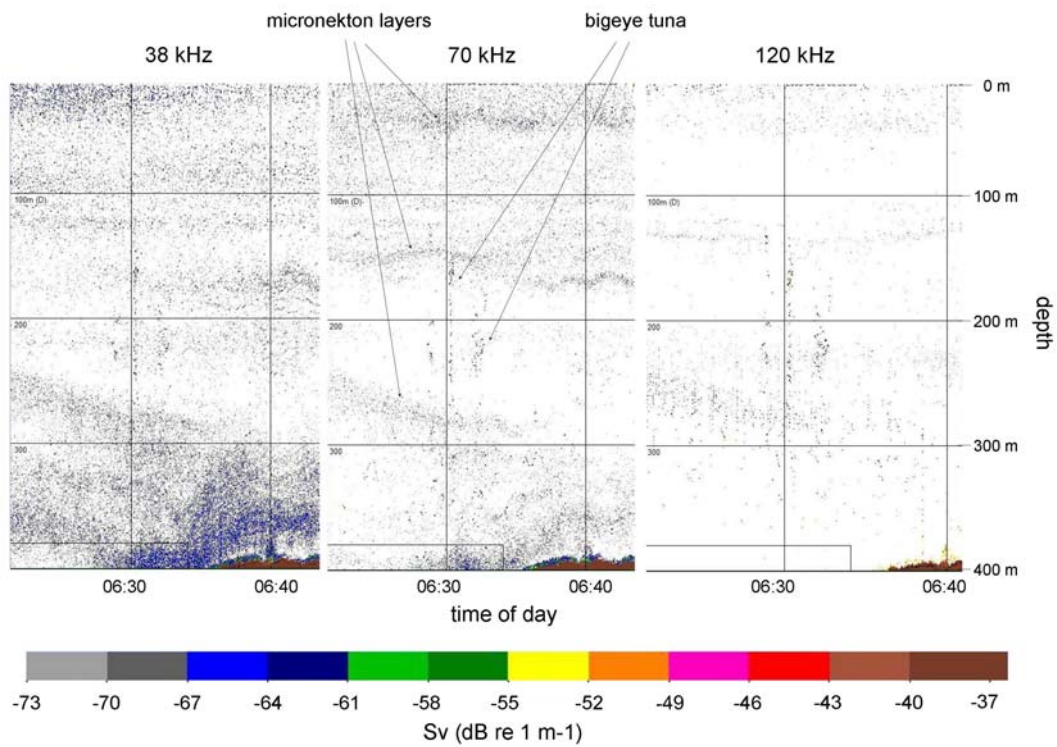 micronekton layers bigeye tuna
38 kHz 70 kHz 120 kHz
0 m
100 m
100m (D) 100m (D) 100m (D)
200 m
200 200 200
depth
300 m
300 300 300
400 m
06:30 06:40 06:30 06:40 06:30 06:40
time of day
-73 -70 -67 -64 -61 -58 -55 -52 -49 -46 -43 -40 -37
Sv (dB re 1 m-1)